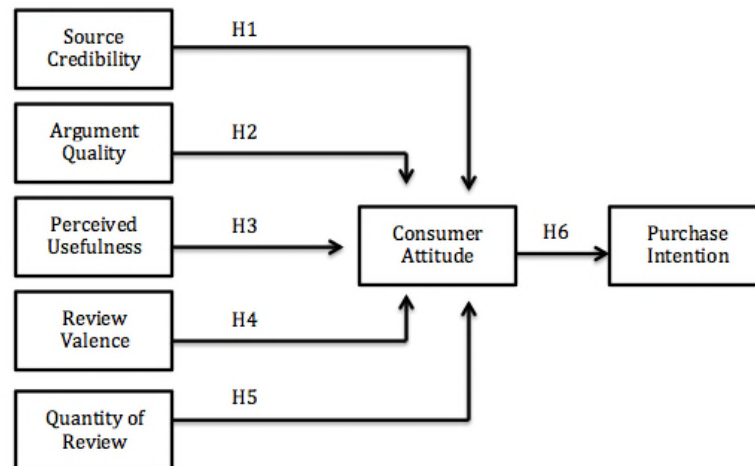 Source
Credibility
H1
Argument
Quality
H2
Perceived
Usefulness
H3
Consumer
Attitude
H6
Purchase
Intention
Review
Valence
H4
Quantity of
Review
H5